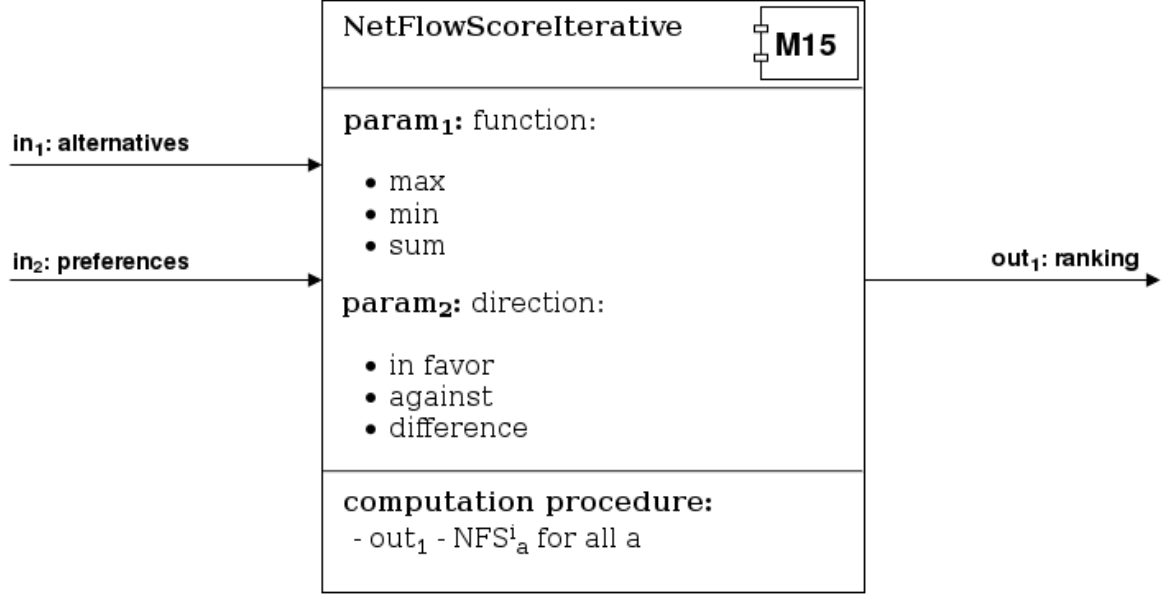 NetFlowScoreIterative
M15
in₁: alternatives
in₂: preferences
param₁: function:
• max
• min
• sum
param₂: direction:
• in favor
• against
• difference
out₁: ranking
computation procedure:
- out₁ - NFSⁱₐ for all a